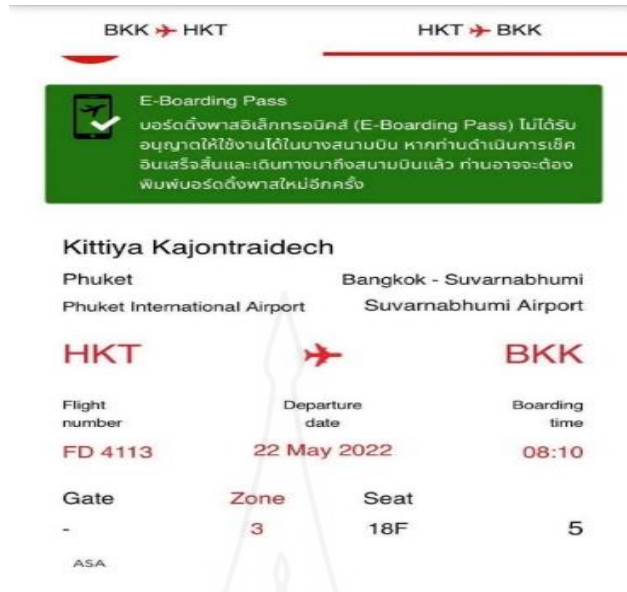 BKK HKT HKT BKK
E-Boarding Pass
บอร์ดดิ้งพาสอิเล็กทรอนิคส์ (E-Boarding Pass) ไม่ได้รับ
อนุญาตให้ใช้งานได้ในบางสนามบิน หากท่านดำเนินการเช็ค
อินเสร็จสิ้นและเดินทางมาถึงสนามบินแล้ว ท่านอาจจะต้อง
พิมพ์บอร์ดดิ้งพาสใหม่อีกครั้ง
Kittiya Kajontraidech
Phuket Bangkok - Suvarnabhumi
Phuket International Airport Suvarnabhumi Airport
HKT BKK
Flight Departure Boarding
number date time
FD 4113 22 May 2022 08:10
Gate Zone Seat
- 3 18F 5
ASA